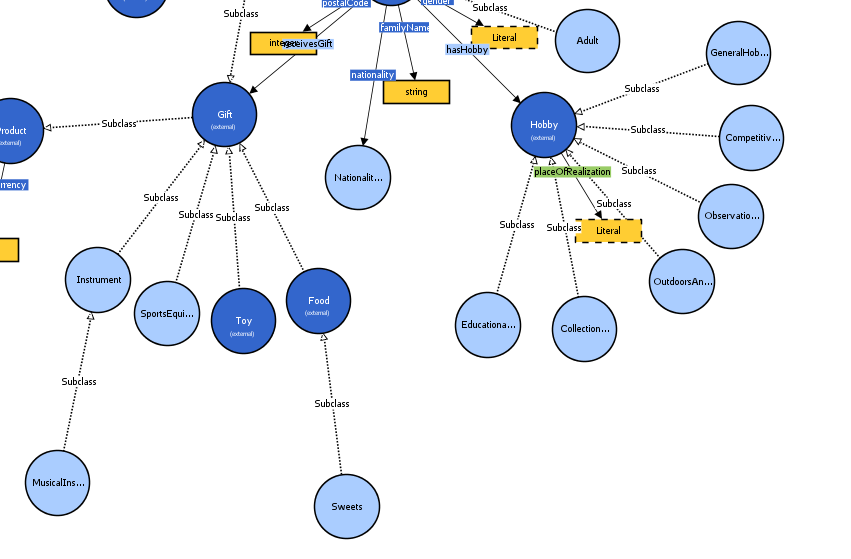 postalCode
gender
Subclass
Subclass
familyName
Literal
Adult
receivesGift
hasHobby
GeneralHob...
nationality
Subclass
string
Gift
(external)
Subclass
Hobby
(external)
Product
(external)
Subclass
Competitiv...
Subclass
placeOfRealization
Nationalit...
rrency
Subclass
Subclass
Subclass
Subclass
Subclass
Observatio...
Subclass
Subclass
Literal
Instrument
OutdoorsAn...
Food
(external)
SportsEqui...
Toy
(external)
Educationa...
Collection...
Subclass
Subclass
MusicalIns...
Sweets